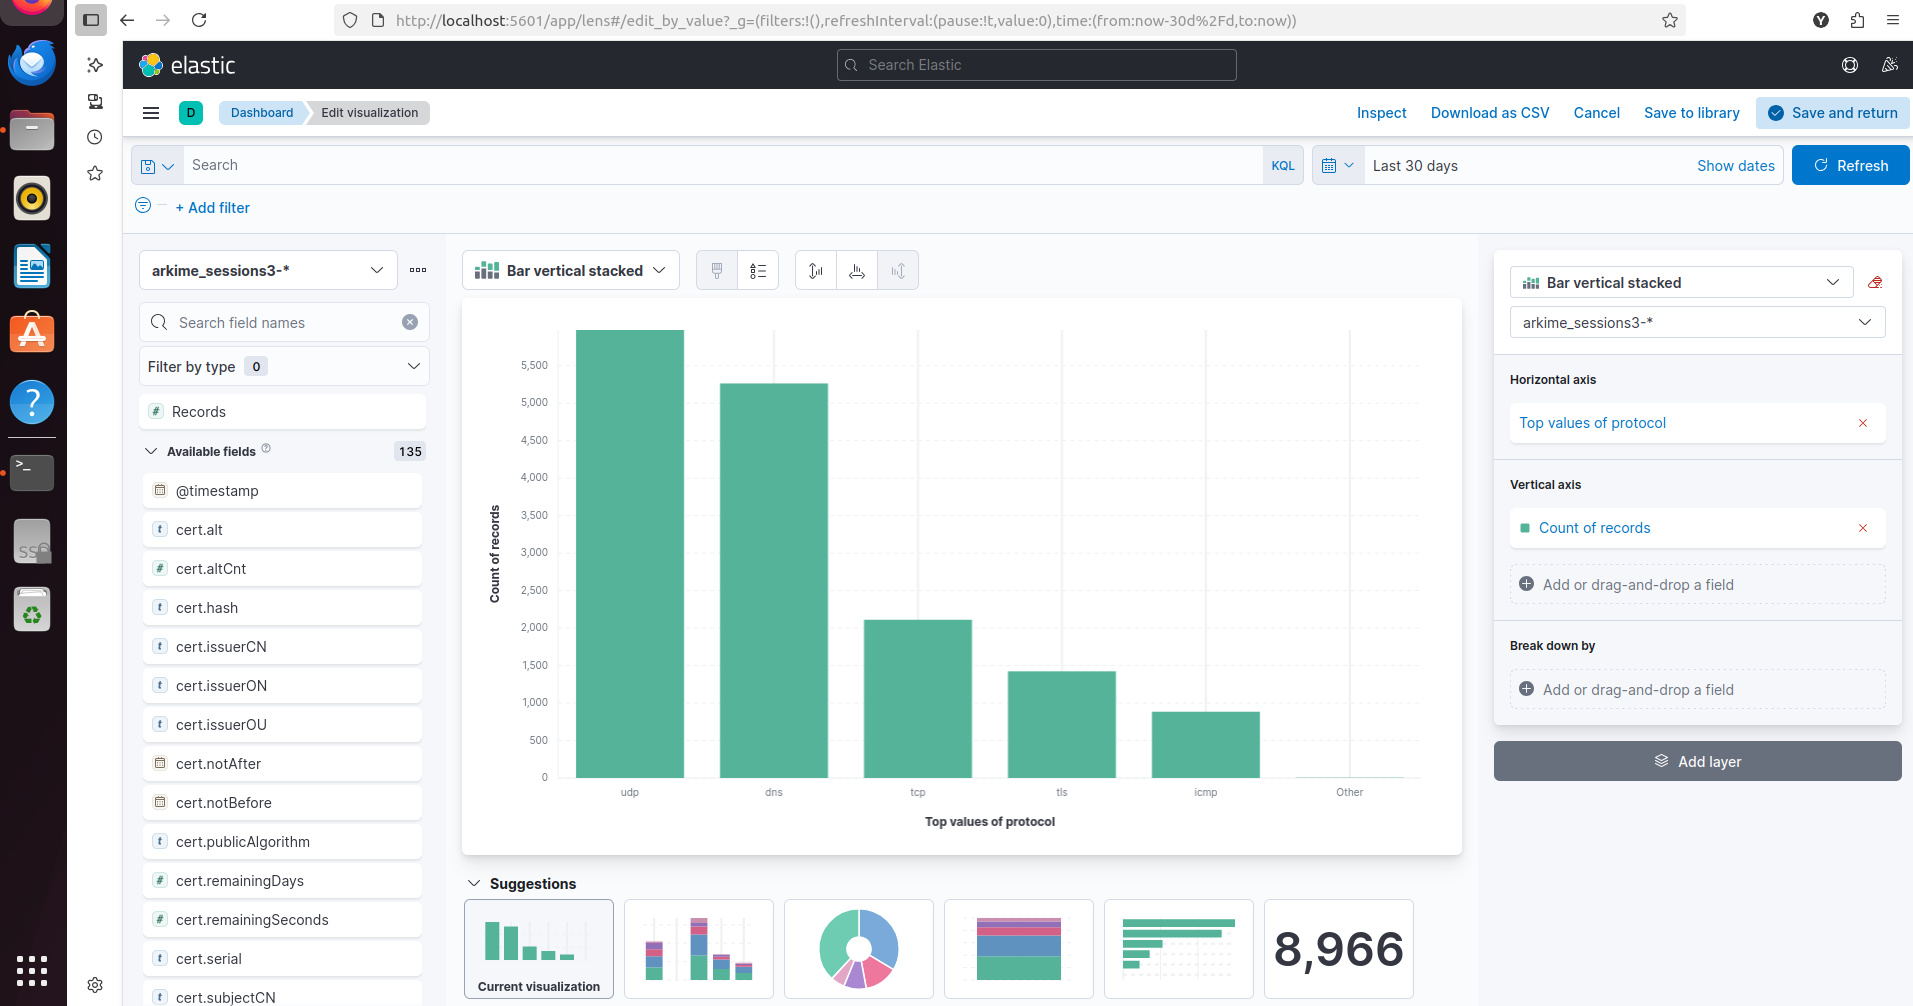 http://localhost:5601/app/lens#/edit_by_value?_g=(filters:!(),refreshInterval:(pause:!t,value:0),time:(from:now-30d%2Fd,to:now))
Y
elastic
Search Elastic
D
Dashboard
Edit visualization
Inspect
Download as CSV
Cancel
Save to library
Save and return
Search
KQL
Last 30 days
Show dates
Refresh
+ Add filter
arkime_sessions3-*
Search field names
Filter by type 0
# Records
Available fields 135
@timestamp
t cert.alt
# cert.altCnt
t cert.hash
t cert.issuerCN
t cert.issuerON
t cert.issuerOU
cert.notAfter
cert.notBefore
t cert.publicAlgorithm
# cert.remainingDays
# cert.remainingSeconds
t cert.serial
t cert.subjectCN
Bar vertical stacked
Count of records
5,500
5,000
4,500
4,000
3,500
3,000
2,500
2,000
1,500
1,000
500
0
udp
dns
tcp
tls
icmp
Other
Top values of protocol
Suggestions
Current visualization
8,966
Bar vertical stacked
arkime_sessions3-*
Horizontal axis
Top values of protocol
Vertical axis
Count of records
Add or drag-and-drop a field
Break down by
Add or drag-and-drop a field
Add layer
>_
?
SS
A